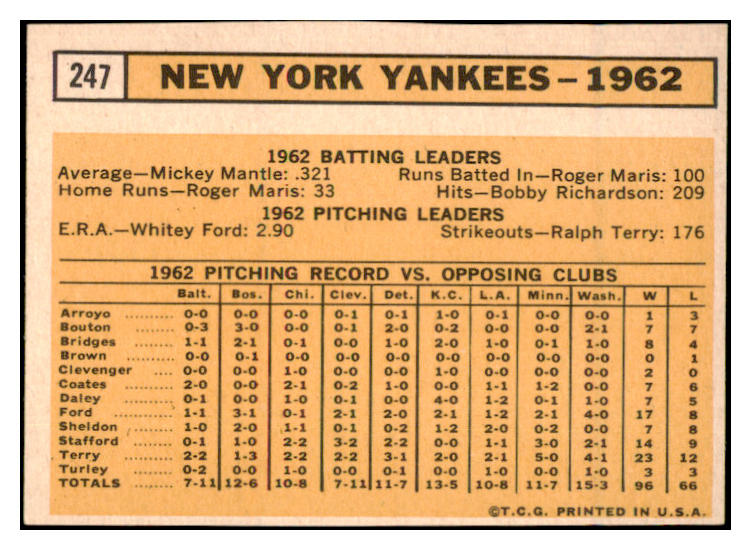 247 NEW YORK YANKEES – 1962
1962 BATTING LEADERS
Average—Mickey Mantle: .321 Runs Batted In—Roger Maris: 100
Home Runs—Roger Maris: 33 Hits—Bobby Richardson: 209
1962 PITCHING LEADERS
E.R.A.—Whitey Ford: 2.90 Strikeouts—Ralph Terry: 176
1962 PITCHING RECORD VS. OPPOSING CLUBS
Balt. Bos. Chi. Clev. Det. K.C. L.A. Minn. Wash. W L
Arroyo ........ 0-0 0-0 0-0 0-1 0-1 1-0 0-1 0-0 0-0 1 3
Bouton ........ 0-3 3-0 0-0 0-1 2-0 0-2 0-0 0-0 2-1 7 7
Bridges ........ 1-1 2-1 0-1 0-0 1-0 2-0 1-0 0-1 1-0 8 4
Brown ........ 0-0 0-1 0-0 0-0 0-0 0-0 0-0 0-0 0-0 0 1
Clevenger .... 0-0 0-0 1-0 0-0 0-0 1-0 0-0 0-0 0-0 2 0
Coates ........ 2-0 0-0 2-1 0-2 1-0 0-0 1-1 1-2 0-0 7 6
Daley ........ 0-1 0-0 1-0 0-1 0-0 4-0 1-2 0-1 1-0 7 5
Ford ........ 1-1 3-1 0-1 2-1 2-0 2-1 1-2 2-1 4-0 17 8
Sheldon ........ 1-0 2-0 1-1 0-1 0-2 1-2 2-0 0-1 0-1 7 8
Stafford ........ 0-1 1-0 2-2 3-2 2-2 0-0 1-1 3-0 2-1 14 9
Terry ........ 2-2 1-3 2-2 2-2 3-1 2-0 2-1 5-0 4-1 23 12
Turley ........ 0-2 0-0 1-0 0-0 0-1 0-0 1-0 0-0 1-0 3 3
TOTALS ........ 7-11 12-6 10-8 7-11 11-7 13-5 10-8 11-7 15-3 96 66
©T.C.G. PRINTED IN U.S.A.